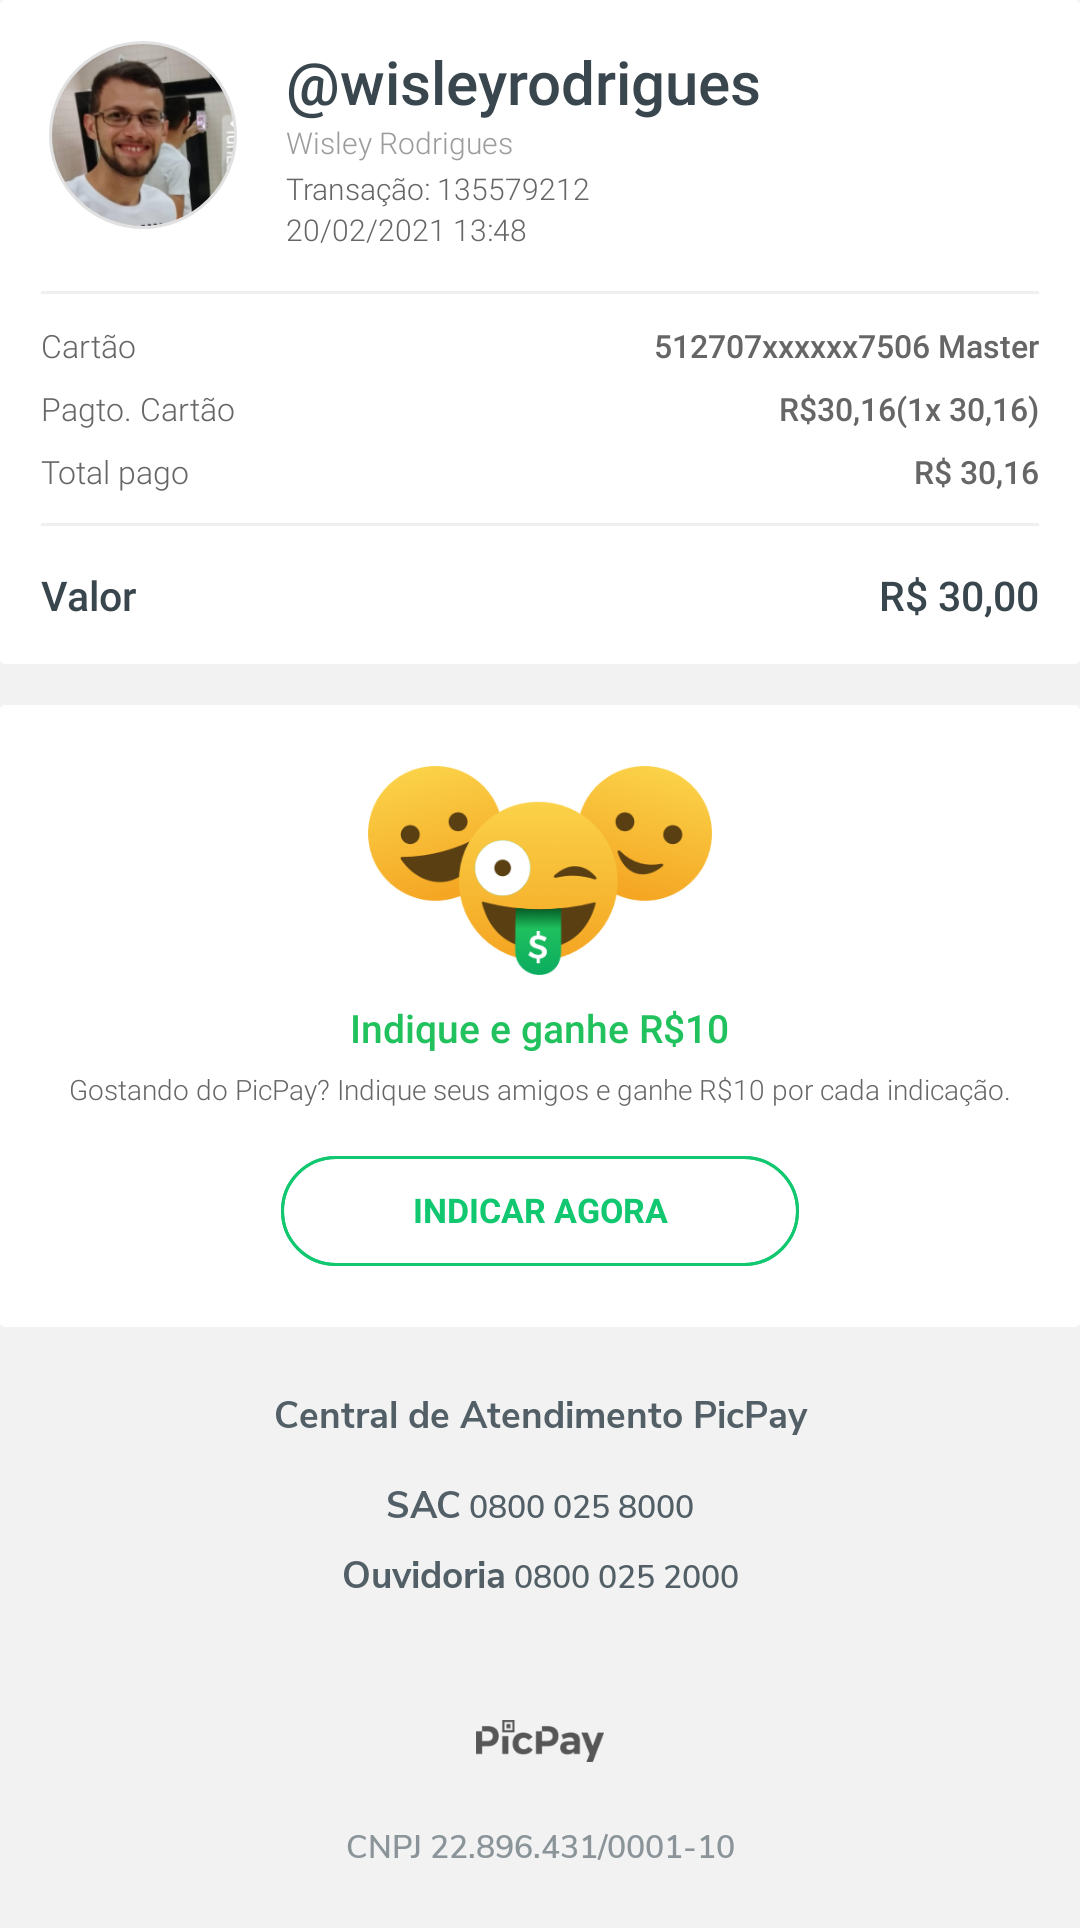 @wisleyrodrigues
Wisley Rodrigues
Transação: 135579212
20/02/2021 13:48
Cartão 512707xxxxxx7506 Master
Pagto. Cartão R$30,16(1x 30,16)
Total pago R$ 30,16
Valor R$ 30,00
$
Indique e ganhe R$10
Gostando do PicPay? Indique seus amigos e ganhe R$10 por cada indicação.
INDICAR AGORA
Central de Atendimento PicPay
SAC 0800 025 8000
Ouvidoria 0800 025 2000
PicPay
CNPJ 22.896.431/0001-10